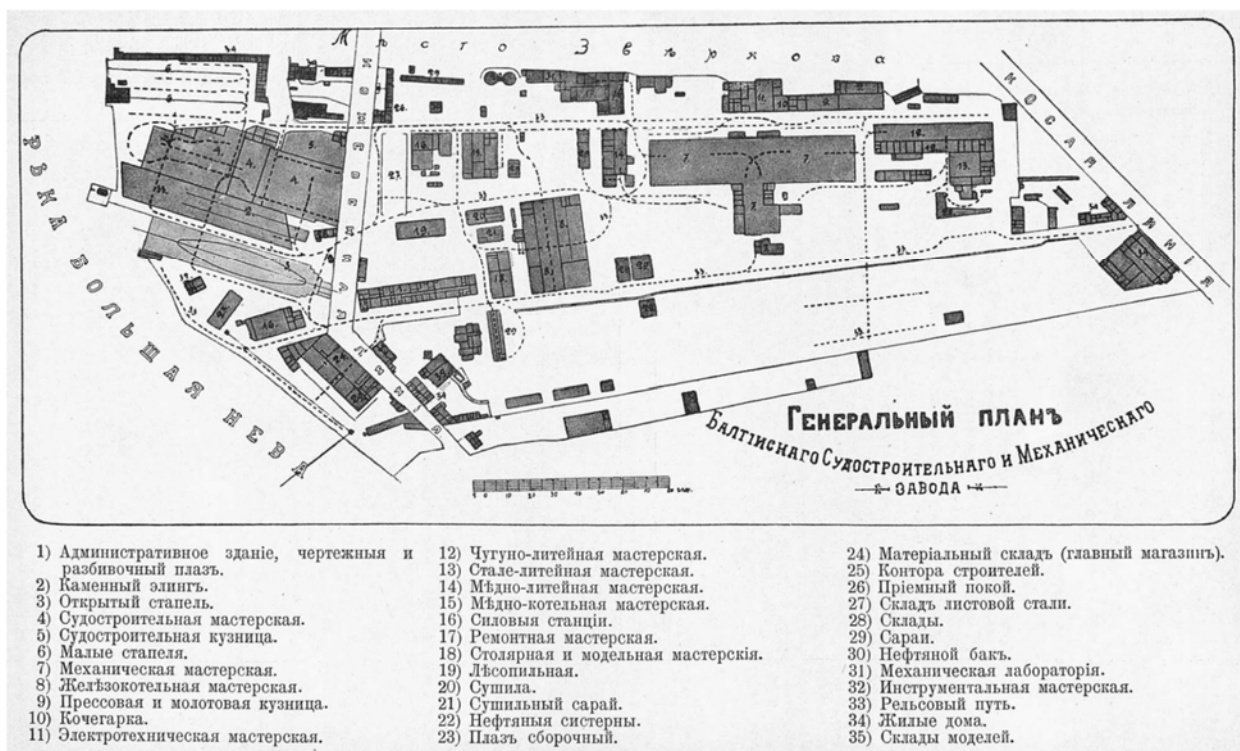 Мѣсто Звѣркова
КОСАЯ ЛИНІЯ
РѢКА БОЛЬШАЯ НЕВА
ГЕНЕРАЛЬНЫЙ ПЛАНЪ
БАЛТІЙСКАГО СУДОСТРОИТЕЛЬНАГО И МЕХАНИЧЕСКАГО
ЗАВОДА
1) Административное зданіе, чертежныя и
разбивочный плазъ.
2) Каменный элингъ.
3) Открытый стапель.
4) Судостроительная мастерская.
5) Судостроительная кузница.
6) Малые стапеля.
7) Механическая мастерская.
8) Желѣзокотельная мастерская.
9) Прессовая и молотовая кузница.
10) Кочегарка.
11) Электротехническая мастерская.
12) Чугуно-литейная мастерская.
13) Стале-литейная мастерская.
14) Мѣдно-литейная мастерская.
15) Мѣдно-котельная мастерская.
16) Силовыя станціи.
17) Ремонтная мастерская.
18) Столярная и модельная мастерскія.
19) Лѣсопильная.
20) Сушила.
21) Сушильный сарай.
22) Нефтяныя систерны.
23) Плазъ сборочный.
24) Матеріальный складъ (главный магазинъ).
25) Контора строителей.
26) Пріемный покой.
27) Складъ листовой стали.
28) Склады.
29) Сараи.
30) Нефтяной бакъ.
31) Механическая лабораторія.
32) Инструментальная мастерская.
33) Рельсовый путь.
34) Жилые дома.
35) Склады моделей.